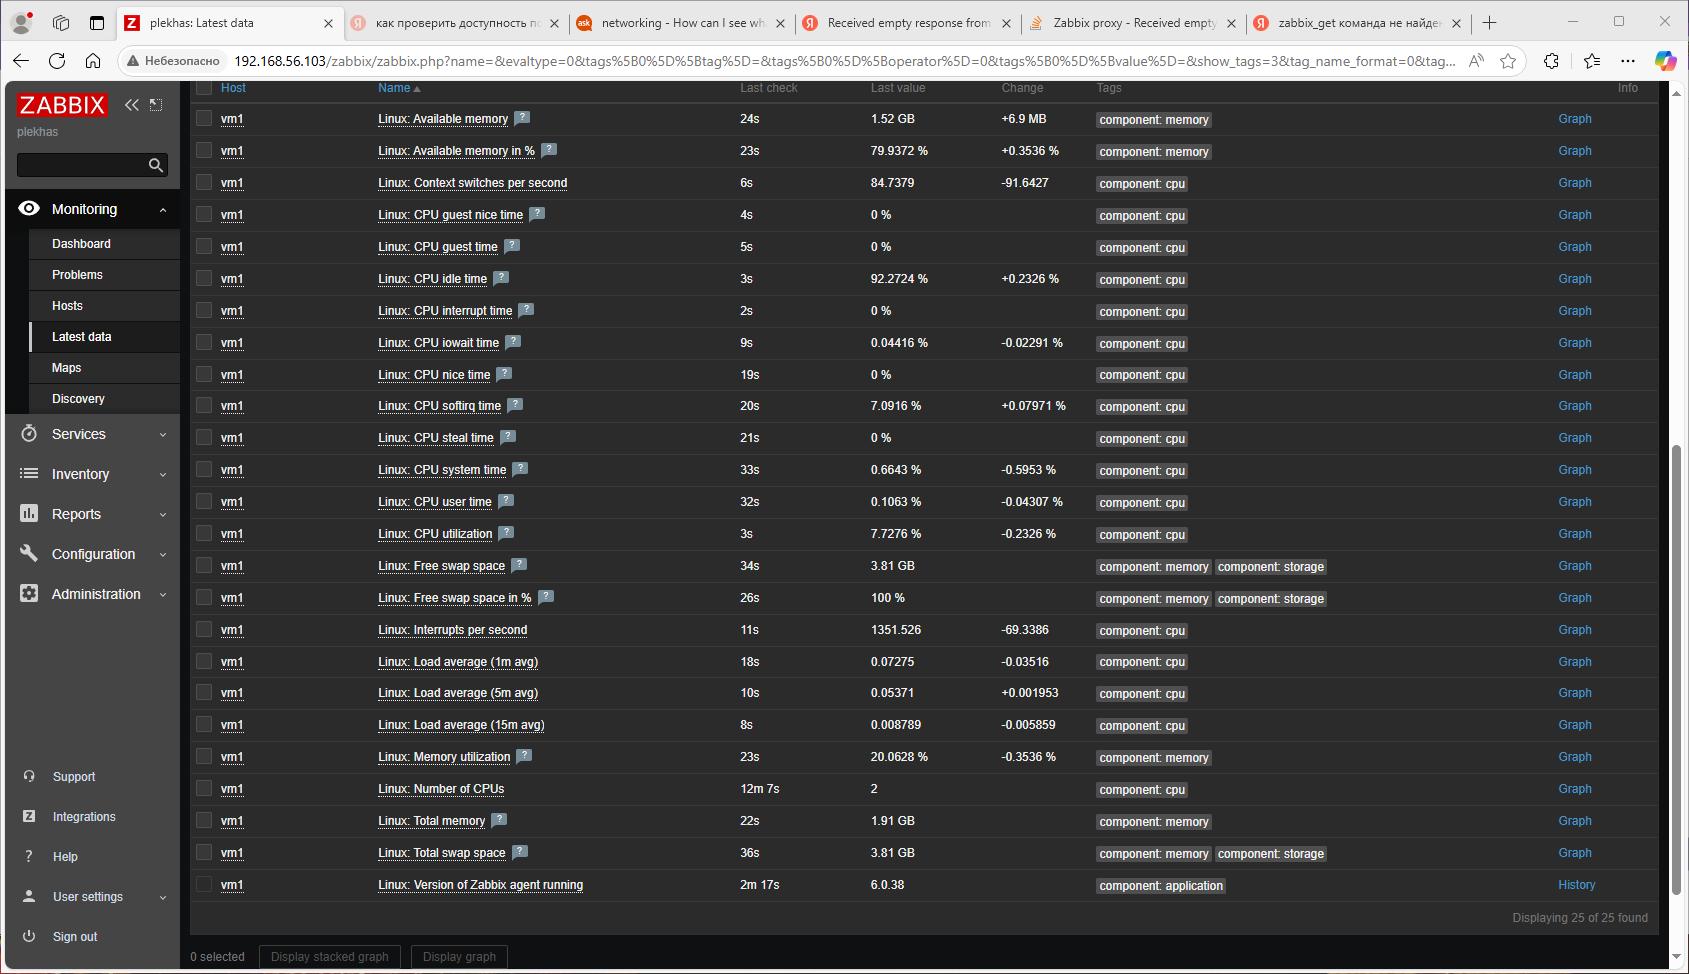 plekhas: Latest data
как проверить доступность по
networking - How can I see wh
Received empty response from
Zabbix proxy - Received empty
zabbix_get команда не найден
Небезопасно
192.168.56.103/zabbix/zabbix.php?name=&evaltype=0&tags%5B0%5D%5Btag%5D=&tags%5B0%5D%5Boperator%5D=0&tags%5B0%5D%5Bvalue%5D=&show_tags=3&tag_name_format=0&tag...
ZABBIX
plekhas
Monitoring
Dashboard
Problems
Hosts
Latest data
Maps
Discovery
Services
Inventory
Reports
Configuration
Administration
Support
Integrations
Help
User settings
Sign out
Host Name Last check Last value Change Tags Info
vm1 Linux: Available memory ? 24s 1.52 GB +6.9 MB component: memory Graph
vm1 Linux: Available memory in % ? 23s 79.9372 % +0.3536 % component: memory Graph
vm1 Linux: Context switches per second 6s 84.7379 -91.6427 component: cpu Graph
vm1 Linux: CPU guest nice time ? 4s 0 % component: cpu Graph
vm1 Linux: CPU guest time ? 5s 0 % component: cpu Graph
vm1 Linux: CPU idle time ? 3s 92.2724 % +0.2326 % component: cpu Graph
vm1 Linux: CPU interrupt time ? 2s 0 % component: cpu Graph
vm1 Linux: CPU iowait time ? 9s 0.04416 % -0.02291 % component: cpu Graph
vm1 Linux: CPU nice time ? 19s 0 % component: cpu Graph
vm1 Linux: CPU softirq time ? 20s 7.0916 % +0.07971 % component: cpu Graph
vm1 Linux: CPU steal time ? 21s 0 % component: cpu Graph
vm1 Linux: CPU system time ? 33s 0.6643 % -0.5953 % component: cpu Graph
vm1 Linux: CPU user time ? 32s 0.1063 % -0.04307 % component: cpu Graph
vm1 Linux: CPU utilization ? 3s 7.7276 % -0.2326 % component: cpu Graph
vm1 Linux: Free swap space ? 34s 3.81 GB component: memory component: storage Graph
vm1 Linux: Free swap space in % ? 26s 100 % component: memory component: storage Graph
vm1 Linux: Interrupts per second 11s 1351.526 -69.3386 component: cpu Graph
vm1 Linux: Load average (1m avg) 18s 0.07275 -0.03516 component: cpu Graph
vm1 Linux: Load average (5m avg) 10s 0.05371 +0.001953 component: cpu Graph
vm1 Linux: Load average (15m avg) 8s 0.008789 -0.005859 component: cpu Graph
vm1 Linux: Memory utilization ? 23s 20.0628 % -0.3536 % component: memory Graph
vm1 Linux: Number of CPUs 12m 7s 2 component: cpu Graph
vm1 Linux: Total memory ? 22s 1.91 GB component: memory Graph
vm1 Linux: Total swap space ? 36s 3.81 GB component: memory component: storage Graph
vm1 Linux: Version of Zabbix agent running 2m 17s 6.0.38 component: application History
Displaying 25 of 25 found
0 selected Display stacked graph Display graph